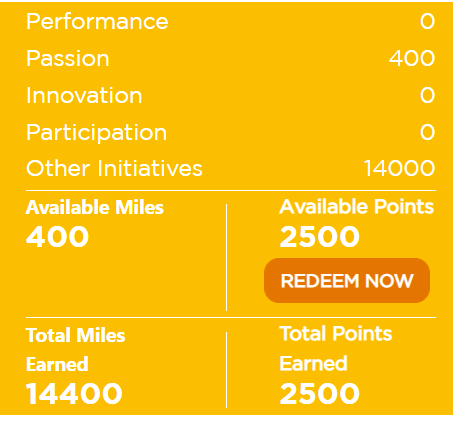 Performance 0
Passion 400
Innovation 0
Participation 0
Other Initiatives 14000
Available Miles
400
Available Points
2500
REDEEM NOW
Total Miles
Earned
14400
Total Points
Earned
2500